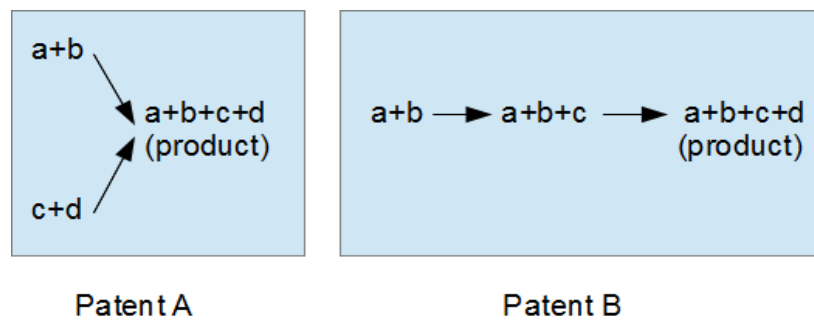 a+b
a+b+c+d
(product)
c+d
Patent A
a+b
a+b+c
a+b+c+d
(product)
Patent B